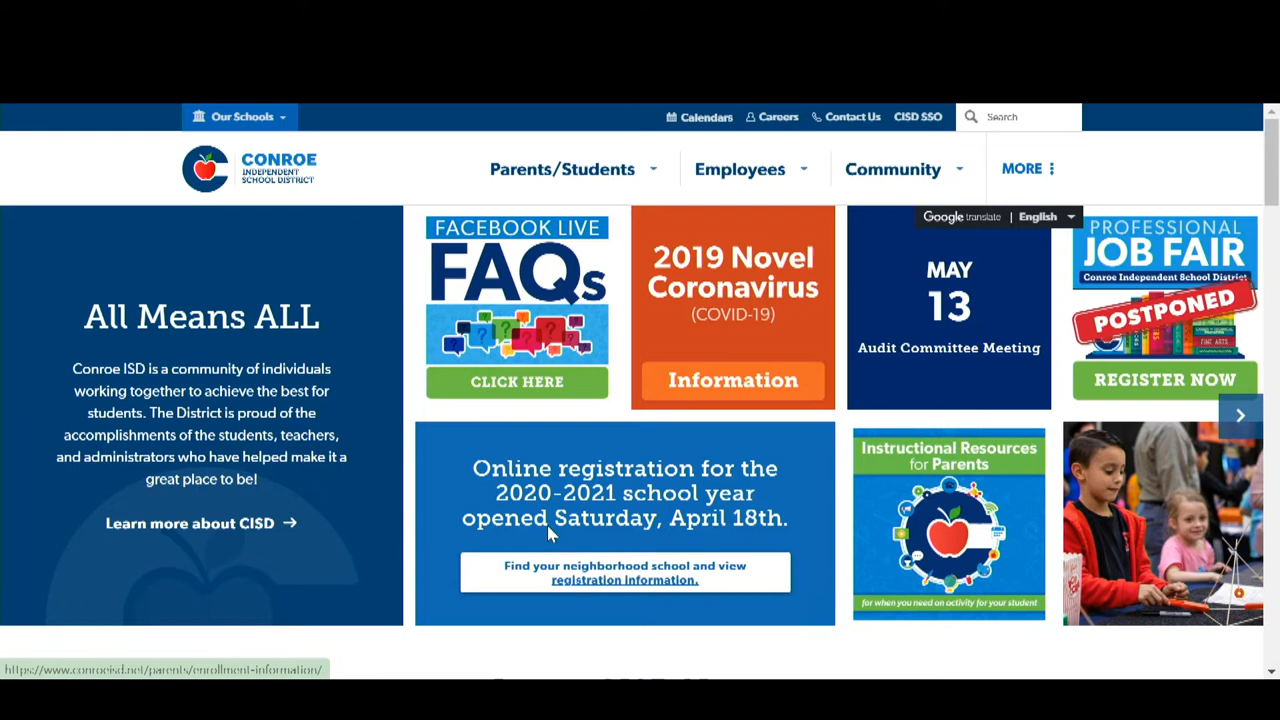 Our Schools
Calendars
Careers
Contact Us
CISD SSO
Search
CONROE
INDEPENDENT
SCHOOL DISTRICT
Parents/Students
Employees
Community
MORE
Google translate | English
All Means ALL
Conroe ISD is a community of individuals
working together to achieve the best for
students. The District is proud of the
accomplishments of the students, teachers,
and administrators who have helped make it a
great place to be!
Learn more about CISD →
FACEBOOK LIVE
FAQs
CLICK HERE
2019 Novel
Coronavirus
(COVID-19)
Information
MAY
13
Audit Committee Meeting
PROFESSIONAL
JOB FAIR
Conroe Independent School District
POSTPONED
FINE ARTS
REGISTER NOW
Online registration for the
2020-2021 school year
opened Saturday, April 18th.
Find your neighborhood school and view
registration information.
Instructional Resources
for Parents
for when you need an activity for your student
https://www.conroeisd.net/parents/enrollment-information/